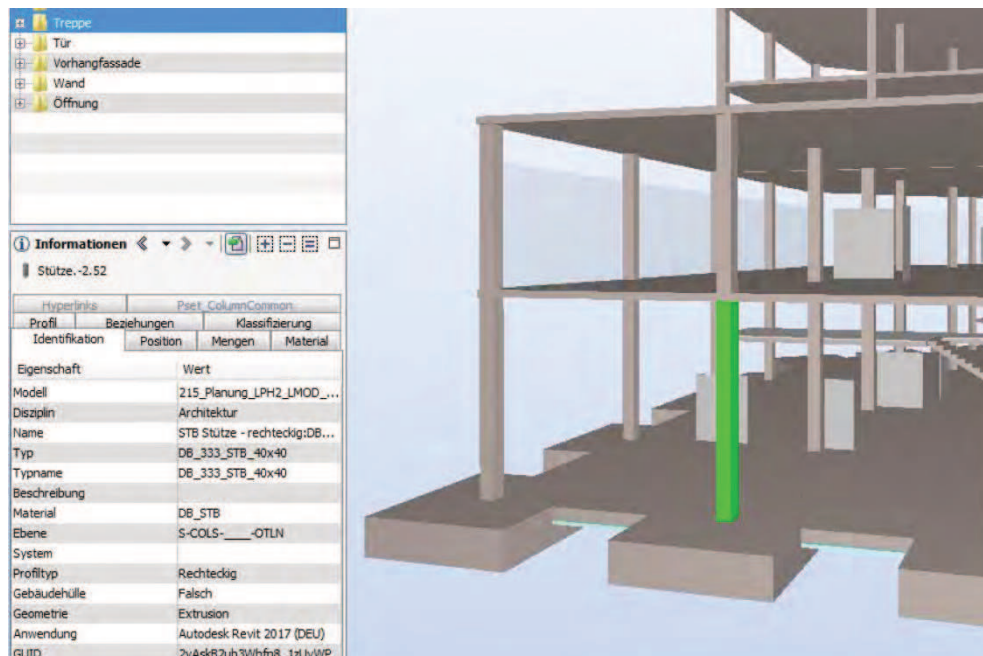 Treppe
Tür
Vorhangfassade
Wand
Öffnung
Informationen
Stütze.-2.52
Hyperlinks Pset_ColumnCommon
Profil Beziehungen Klassifizierung
Identifikation Position Mengen Material
Eigenschaft Wert
Modell 215_Planung_LPH2_LMOD_...
Disziplin Architektur
Name STB Stütze - rechteckig:DB...
Typ DB_333_STB_40x40
Typname DB_333_STB_40x40
Beschreibung
Material DB_STB
Ebene S-COLS-____-OTLN
System
Profiltyp Rechteckig
Gebäudehülle Falsch
Geometrie Extrusion
Anwendung Autodesk Revit 2017 (DEU)
GUID